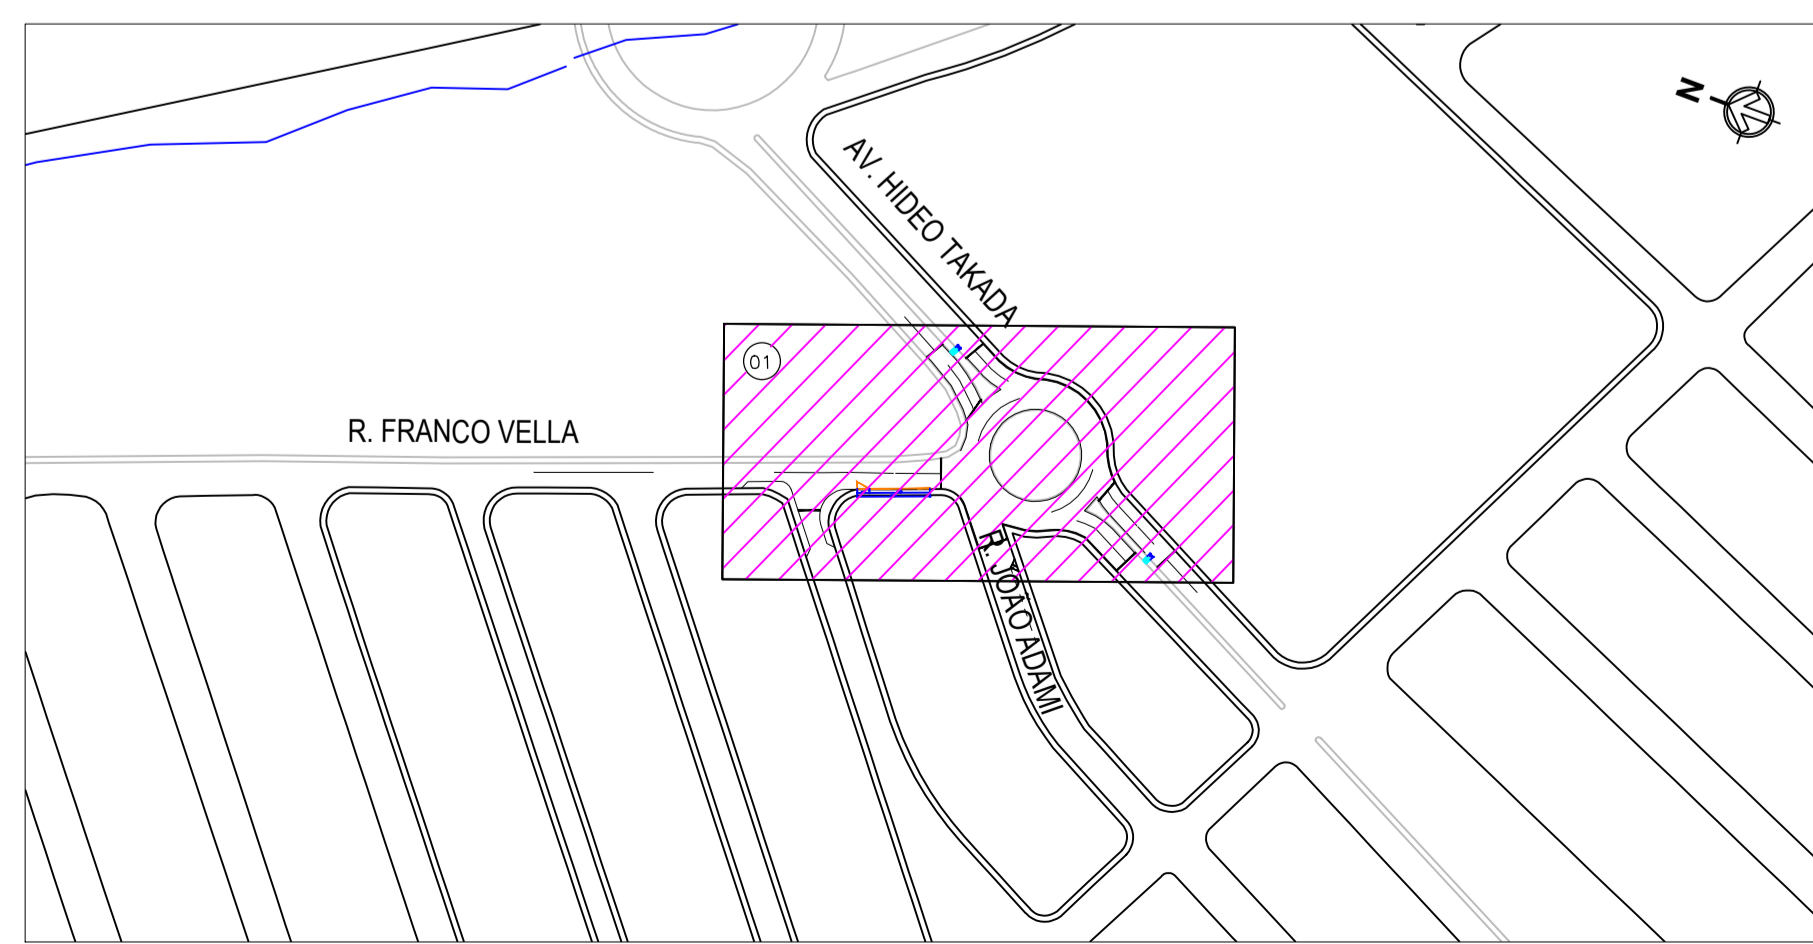 N
AV. HIDEO TAKADA
01
R. FRANCO VELLA
R. JOÃO ADAMI